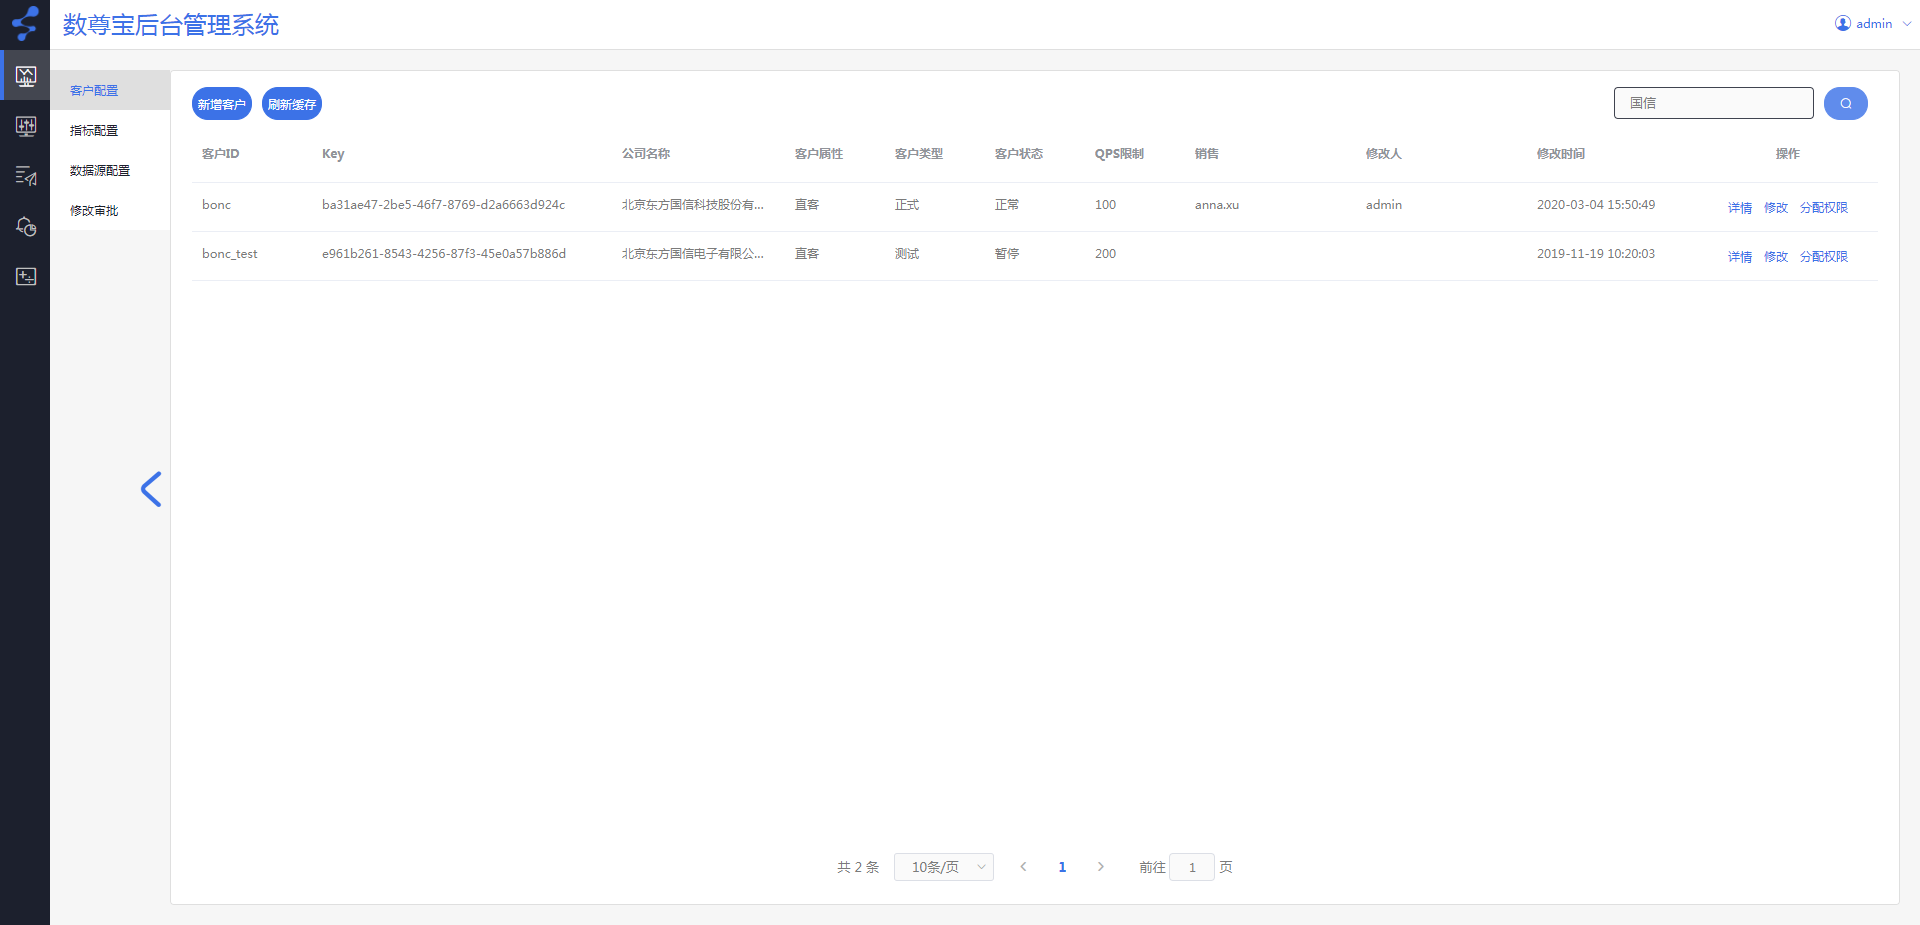 数尊宝后台管理系统
admin
客户配置
指标配置
数据源配置
修改审批
新增客户 刷新缓存
国信
客户ID Key 公司名称 客户属性 客户类型 客户状态 QPS限制 销售 修改人 修改时间 操作
bonc ba31ae47-2be5-46f7-8769-d2a6663d924c 北京东方国信科技股份有... 直客 正式 正常 100 anna.xu admin 2020-03-04 15:50:49 详情 修改 分配权限
bonc_test e961b261-8543-4256-87f3-45e0a57b886d 北京东方国信电子有限公... 直客 测试 暂停 200 2019-11-19 10:20:03 详情 修改 分配权限
共 2 条 10条/页 1 前往 1 页